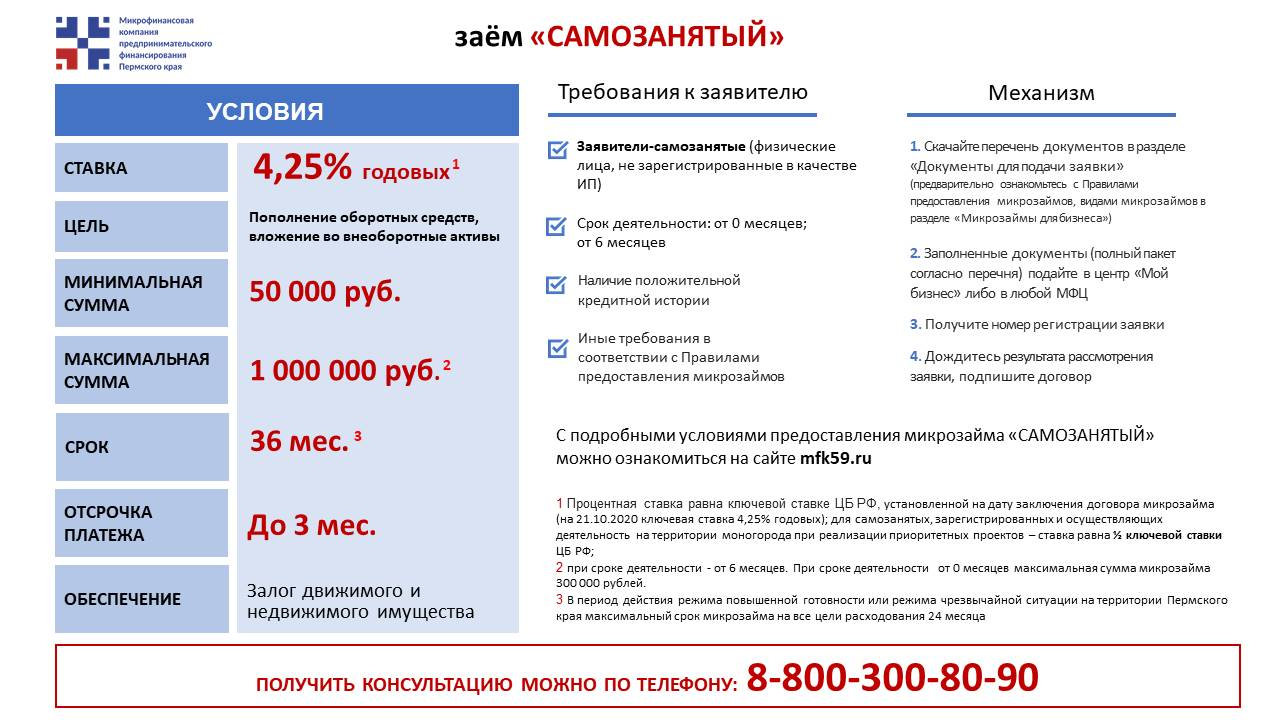 Микрофинансовая
компания
предпринимательского
финансирования
Пермского края
заём «САМОЗАНЯТЫЙ»
УСЛОВИЯ
СТАВКА
4,25% годовых 1
ЦЕЛЬ
Пополнение оборотных средств,
вложение во внеоборотные активы
МИНИМАЛЬНАЯ
СУММА
50 000 руб.
МАКСИМАЛЬНАЯ
СУММА
1 000 000 руб. 2
СРОК
36 мес. 3
ОТСРОЧКА
ПЛАТЕЖА
До 3 мес.
ОБЕСПЕЧЕНИЕ
Залог движимого и
недвижимого имущества
Требования к заявителю
Заявители-самозанятые (физические
лица, не зарегистрированные в качестве
ИП)
Срок деятельности: от 0 месяцев;
от 6 месяцев
Наличие положительной
кредитной истории
Иные требования в
соответствии с Правилами
предоставления микрозаймов
Механизм
1. Скачайте перечень документов в разделе
«Документы для подачи заявки»
(предварительно ознакомьтесь с Правилами
предоставления микрозаймов, видами микрозаймов в
разделе «Микрозаймы для бизнеса»)
2. Заполненные документы (полный пакет
согласно перечня) подайте в центр «Мой
бизнес» либо в любой МФЦ
3. Получите номер регистрации заявки
4. Дождитесь результата рассмотрения
заявки, подпишите договор
С подробными условиями предоставления микрозайма «САМОЗАНЯТЫЙ»
можно ознакомиться на сайте mfk59.ru
1 Процентная ставка равна ключевой ставке ЦБ РФ, установленной на дату заключения договора микрозайма
(на 21.10.2020 ключевая ставка 4,25% годовых); для самозанятых, зарегистрированных и осуществляющих
деятельность на территории моногорода при реализации приоритетных проектов – ставка равна ½ ключевой ставки
ЦБ РФ;
2 при сроке деятельности - от 6 месяцев. При сроке деятельности от 0 месяцев максимальная сумма микрозайма
300 000 рублей.
3 В период действия режима повышенной готовности или режима чрезвычайной ситуации на территории Пермского
края максимальный срок микрозайма на все цели расходования 24 месяца
ПОЛУЧИТЬ КОНСУЛЬТАЦИЮ МОЖНО ПО ТЕЛЕФОНУ: 8-800-300-80-90